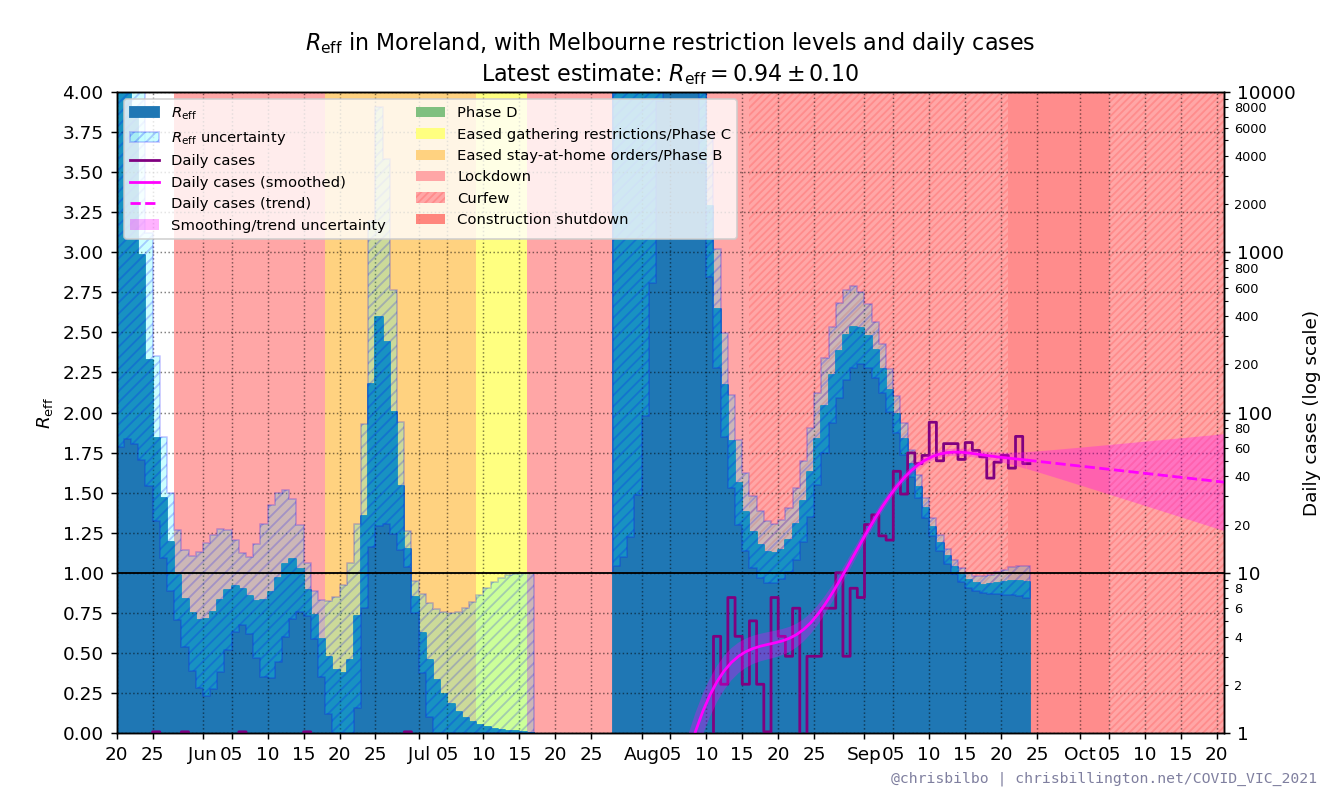 Reff in Moreland, with Melbourne restriction levels and daily cases
Latest estimate: Reff = 0.94 ± 0.10
Reff
Reff uncertainty
Daily cases
Daily cases (smoothed)
Daily cases (trend)
Smoothing/trend uncertainty
Phase D
Eased gathering restrictions/Phase C
Eased stay-at-home orders/Phase B
Lockdown
Curfew
Construction shutdown
Reff
4.00
3.75
3.50
3.25
3.00
2.75
2.50
2.25
2.00
1.75
1.50
1.25
1.00
0.75
0.50
0.25
0.00
10000
8000
6000
4000
2000
1000
800
600
400
200
100
80
60
40
20
10
8
6
4
2
1
Daily cases (log scale)
20 25 Jun 05 10 15 20 25 Jul 05 10 15 20 25 Aug 05 10 15 20 25 Sep 05 10 15 20 25 Oct 05 10 15 20
@chrisbilbo | chrisbillington.net/COVID_VIC_2021